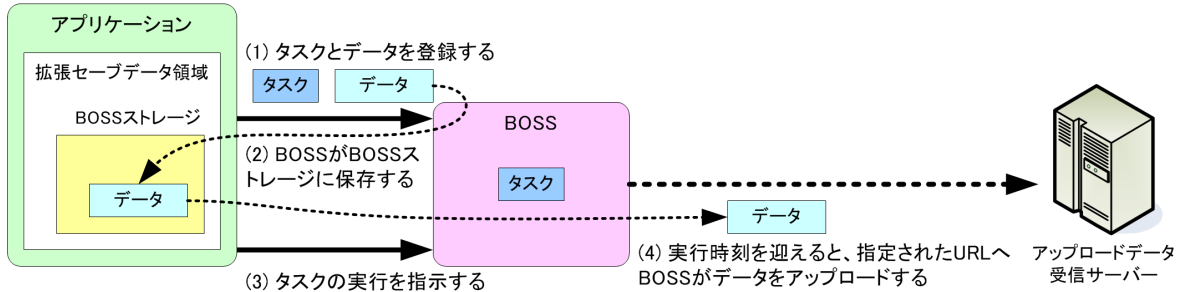 アプリケーション
拡張セーブデータ領域
BOSSストレージ
データ
(1) タスクとデータを登録する
タスク
データ
(2) BOSSがBOSSス
トレージに保存する
(3) タスクの実行を指示する
BOSS
タスク
データ
(4) 実行時刻を迎えると、指定されたURLへ
BOSSがデータをアップロードする
アップロードデータ
受信サーバー